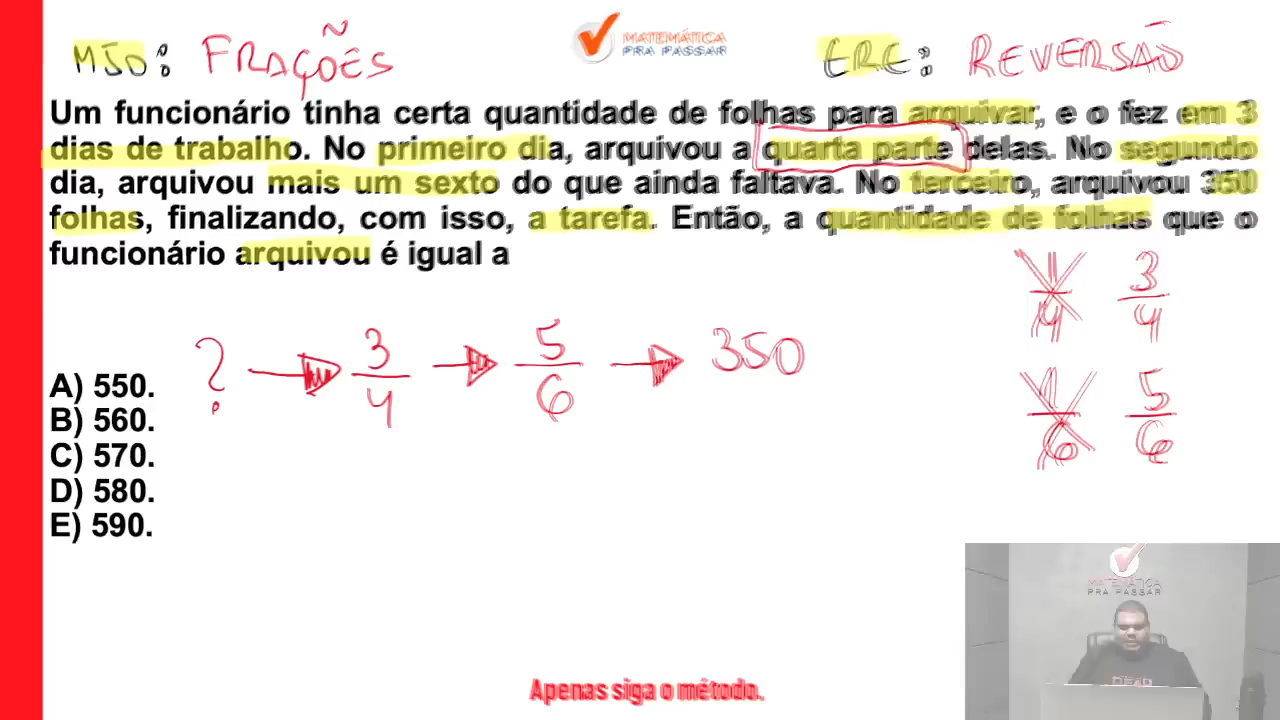 MJD: FRAÇÕES
MATEMÁTICA
PRA PASSAR
REVERSÃO
Um funcionário tinha certa quantidade de folhas para arquivar, e o fez em 3
dias de trabalho. No primeiro dia, arquivou a quarta parte delas. No segundo
dia, arquivou mais um sexto do que ainda faltava. No terceiro, arquivou 350
folhas, finalizando, com isso, a tarefa. Então, a quantidade de folhas que o
funcionário arquivou é igual a
1/4 3/4
? → 3/4 → 5/6 → 350
1/6 5/6
A) 550.
B) 560.
C) 570.
D) 580.
E) 590.
MATEMÁTICA
PRA PASSAR
Apenas siga o método.